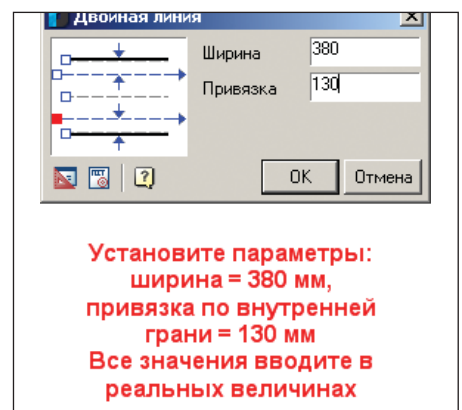 Двойная линия
Ширина 380
Привязка 130
OK Отмена
Установите параметры:
ширина = 380 мм,
привязка по внутренней
грани = 130 мм
Все значения вводите в
реальных величинах